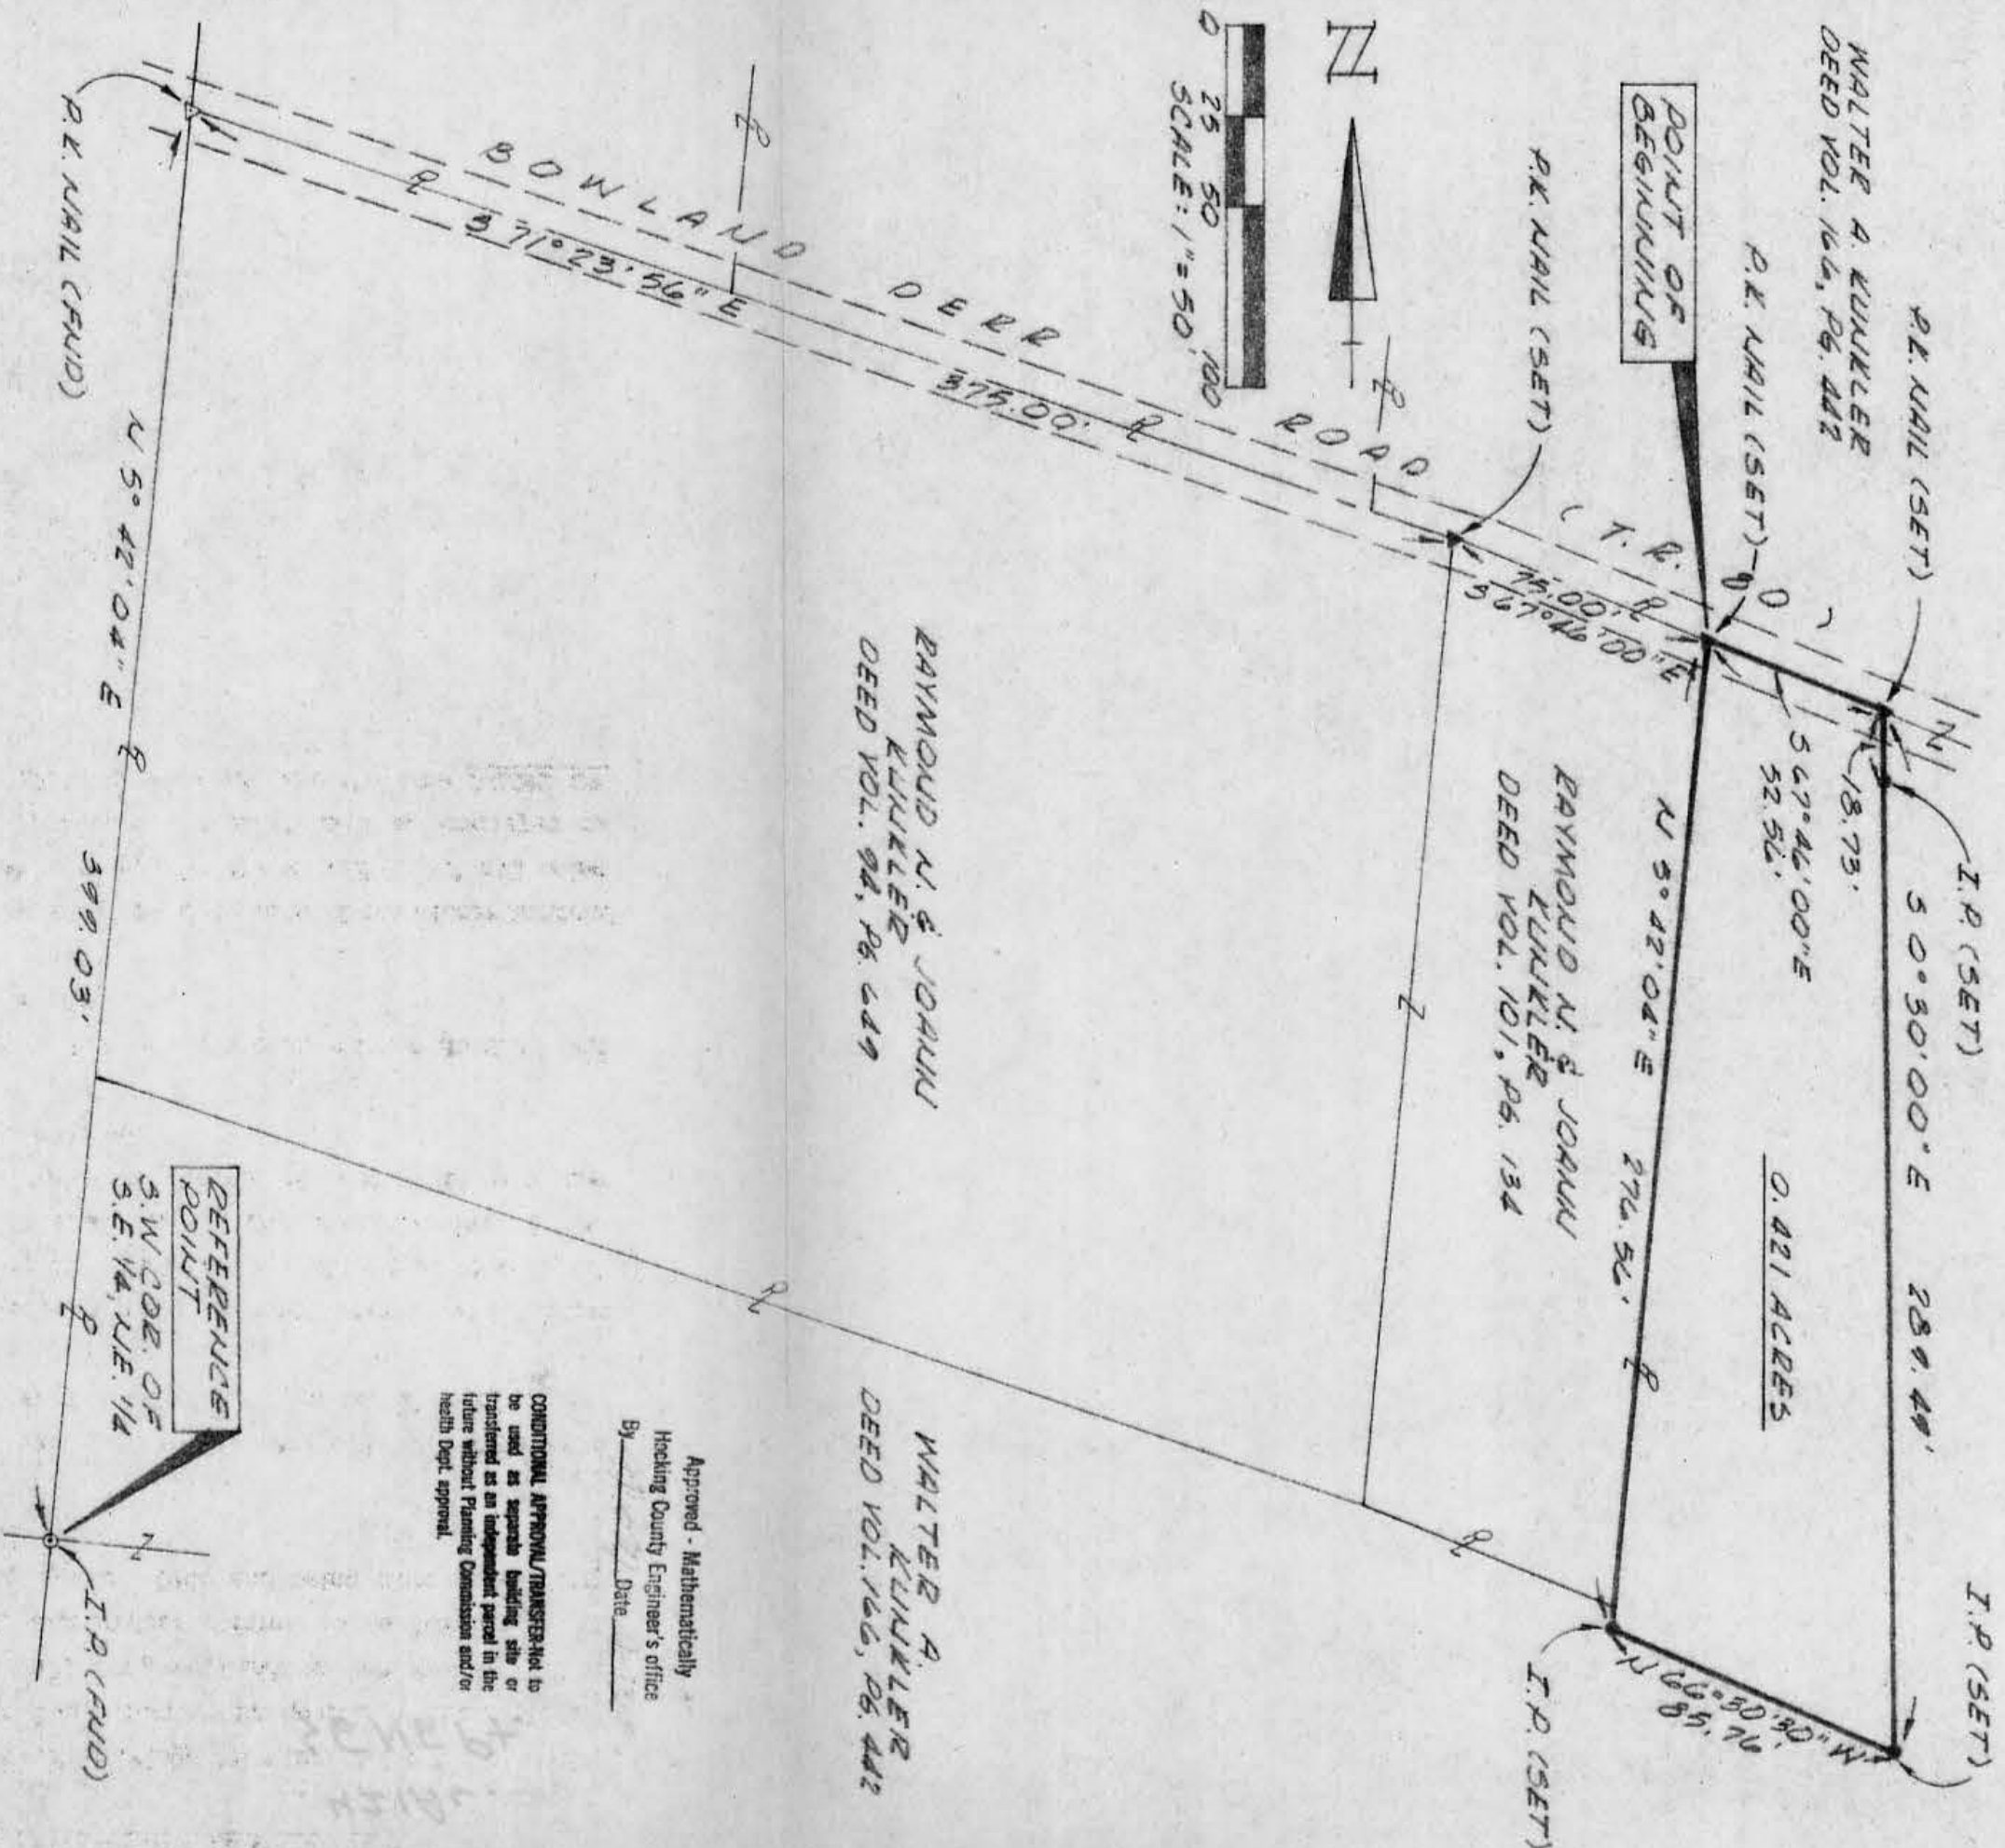 WALTER A. KUNKLER
DEED VOL. 166, PG. 442
P.K. NAIL (SET)
P.K. NAIL (SET)
POINT OF
BEGINNING
P.K. NAIL (SET)
N
0 25 50 100
SCALE: 1"=50'
I.P. (SET)
S 0°30'00" E 289.49'
I.P. (SET)
18.73'
S 67°46'00"E
52.56'
0.421 ACRES
N 5°42'04" E 276.56'
N 66°30'30" W
85.76'
I.P. (SET)
RAYMOND N. & JOANN
KUNKLER
DEED VOL. 101, PG. 134
75.00'
S 67°46'00"E
BOWLAND DERR ROAD (T.R. 80)
S 71°23'56" E
375.00'
RAYMOND N. & JOANN
KUNKLER
DEED VOL. 94, PG. 649
WALTER A.
KUNKLER
DEED VOL. 166, PG. 442
Approved - Mathematically
Hocking County Engineer's office
By Date
CONDITIONAL APPROVAL/TRANSFER-Not to
be used as separate building site or
transferred as an independent parcel in the
future without Planning Commission and/or
health Dept. approval.
P.K. NAIL (FND)
N 5°42'04" E
399.03'
REFERENCE
POINT
S.W. COR. OF
S.E. 1/4, N.E. 1/4
I.P. (FND)